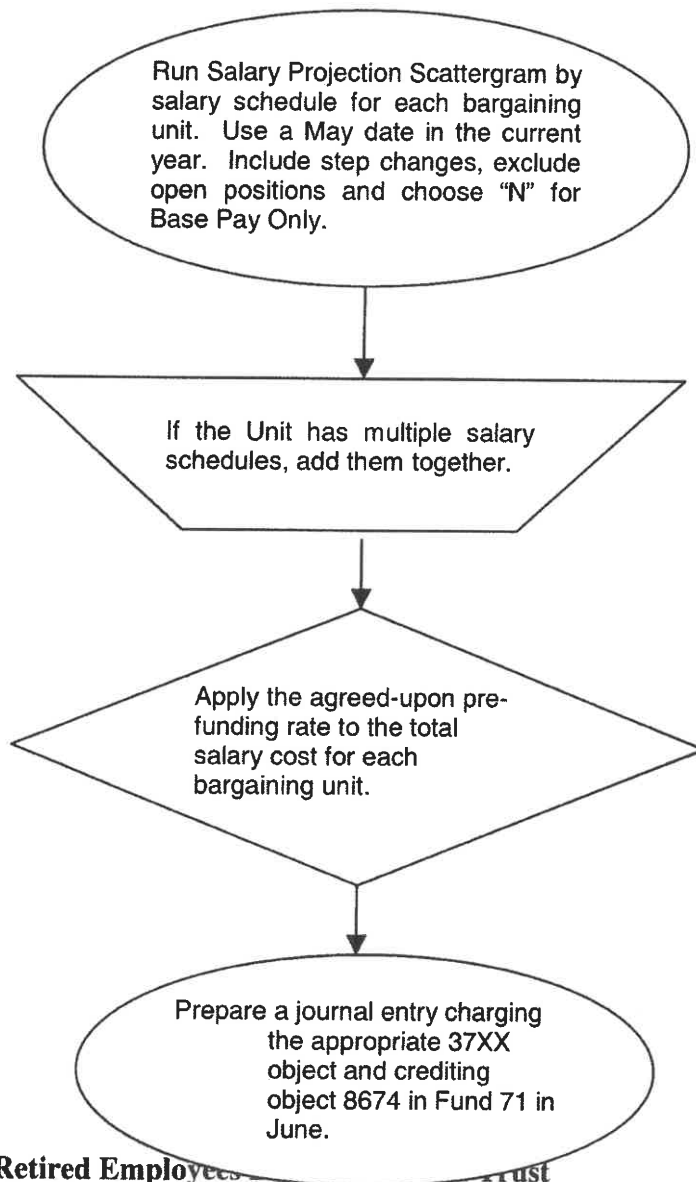 Run Salary Projection Scattergram by
salary schedule for each bargaining
unit. Use a May date in the current
year. Include step changes, exclude
open positions and choose “N” for
Base Pay Only.
If the Unit has multiple salary
schedules, add them together.
Apply the agreed-upon pre-
funding rate to the total
salary cost for each
bargaining unit.
Prepare a journal entry charging
the appropriate 37XX
object and crediting
object 8674 in Fund 71 in
June.
Retired Employees Trust